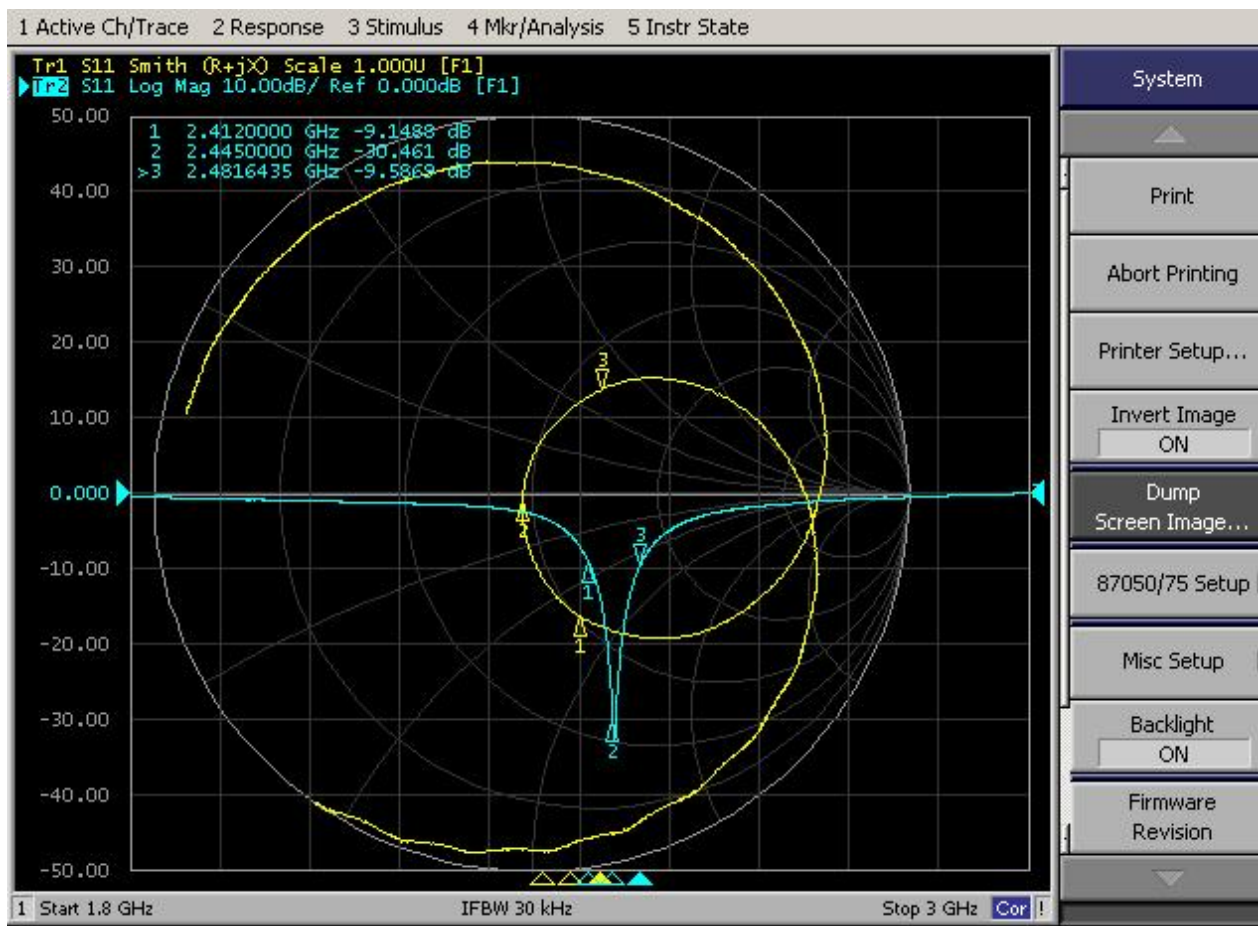 1 Active Ch/Trace 2 Response 3 Stimulus 4 Mkr/Analysis 5 Instr State
Tr1 S11 Smith (R+jX) Scale 1.000U [F1]
Tr2 S11 Log Mag 10.00dB/ Ref 0.000dB [F1]
50.00
1 2.4120000 GHz -9.1488 dB
2 2.4450000 GHz -30.461 dB
>3 2.4816435 GHz -9.5869 dB
40.00
30.00
20.00
10.00
0.000
-10.00
-20.00
-30.00
-40.00
-50.00
3
2
1
3
1
2
1 Start 1.8 GHz IFBW 30 kHz Stop 3 GHz Cor !
System
Print
Abort Printing
Printer Setup...
Invert Image
ON
Dump
Screen Image...
87050/75 Setup
Misc Setup
Backlight
ON
Firmware
Revision